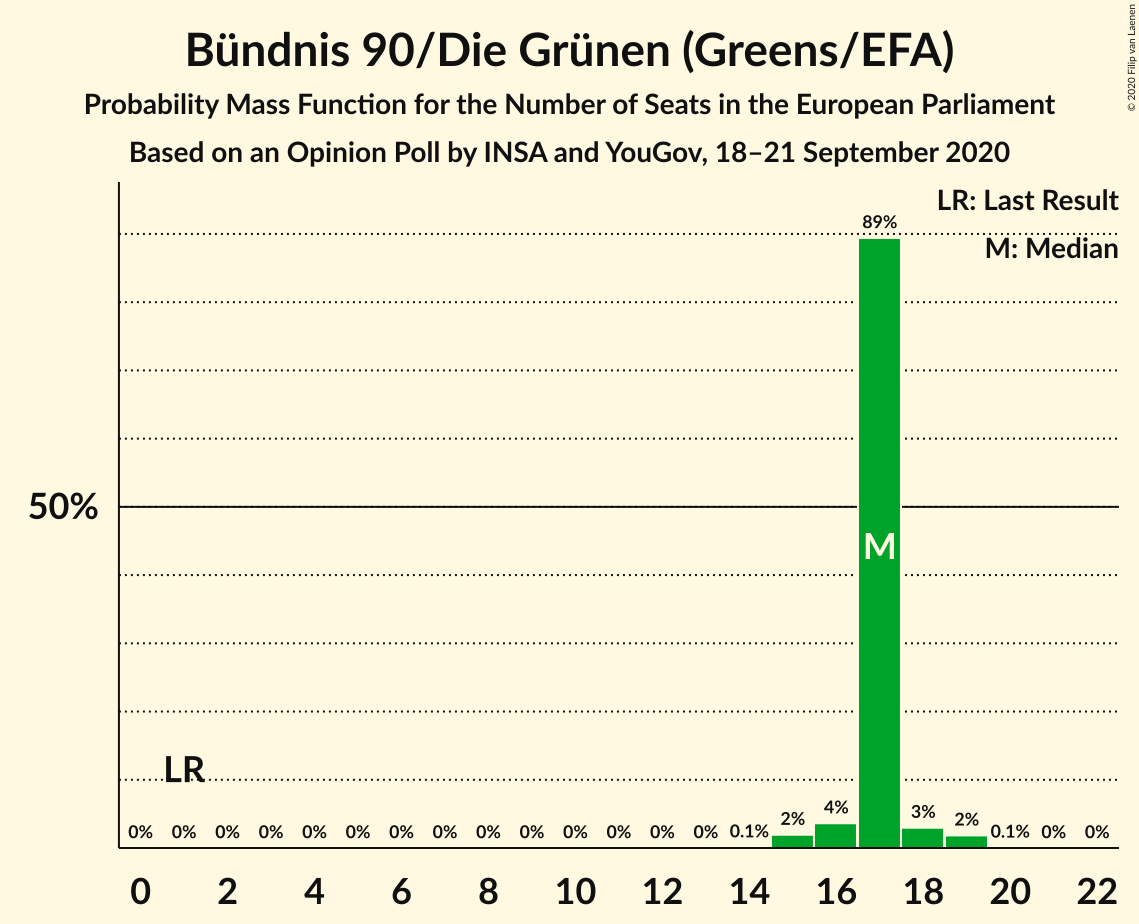 Bündnis 90/Die Grünen (Greens/EFA)
Probability Mass Function for the Number of Seats in the European Parliament
Based on an Opinion Poll by INSA and YouGov, 18–21 September 2020
© 2020 Filip van Laenen
LR: Last Result
M: Median
89%
50%
M
LR
0% 0% 0% 0% 0% 0% 0% 0% 0% 0% 0% 0% 0% 0% 0.1% 2% 4% 3% 2% 0.1% 0% 0%
0 2 4 6 8 10 12 14 16 18 20 22